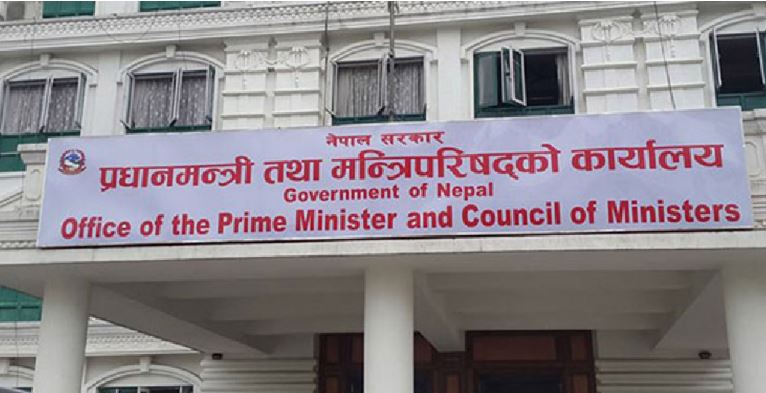 नेपाल सरकार
प्रधानमन्त्री तथा मन्त्रिपरिषद्को कार्यालय
Government of Nepal
Office of the Prime Minister and Council of Ministers